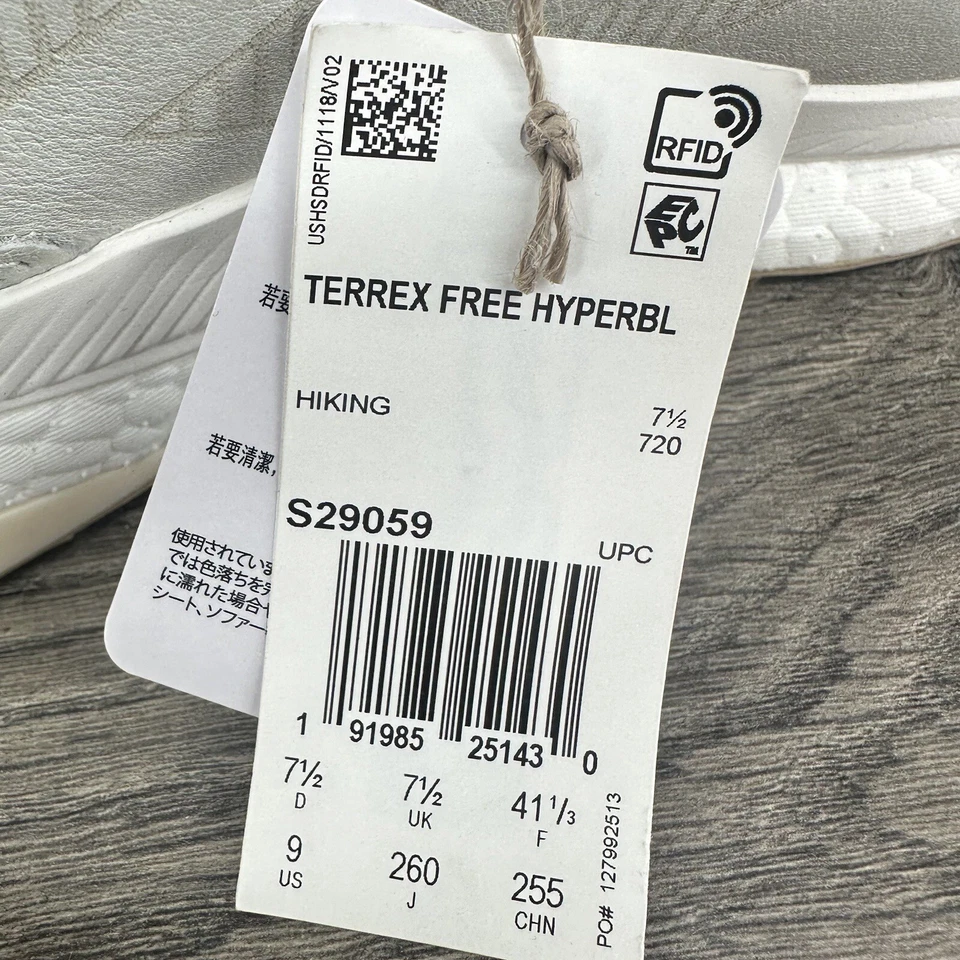 USHSDRFID/1118/V02
RFID
EPC™
TERREX FREE HYPERBL
HIKING
7½
720
S29059
UPC
1 91985 25143 0
7½ 7½ 41⅓
D UK F
9 260 255
US J CHN
PO# 127992513
若要
若要清潔,
使用されていま
では色落ちを
に濡れた場合
シート、ソファー